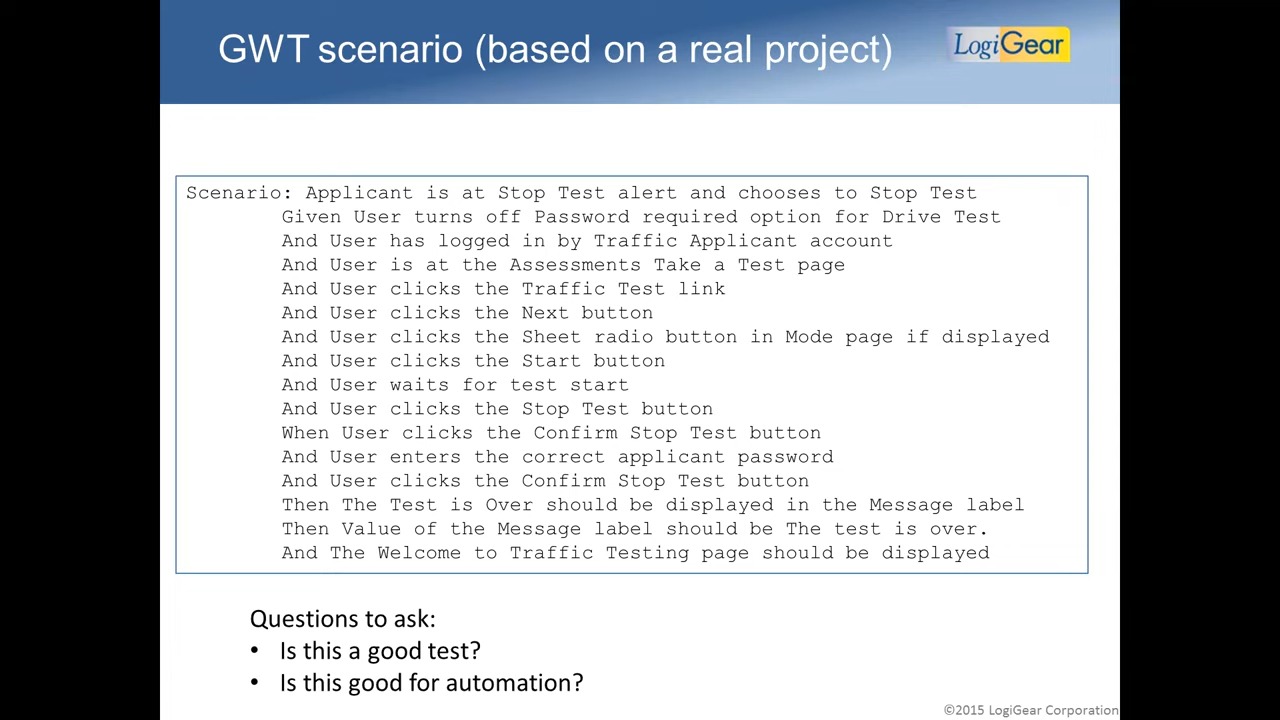 GWT scenario (based on a real project)
LogiGear
Scenario: Applicant is at Stop Test alert and chooses to Stop Test
Given User turns off Password required option for Drive Test
And User has logged in by Traffic Applicant account
And User is at the Assessments Take a Test page
And User clicks the Traffic Test link
And User clicks the Next button
And User clicks the Sheet radio button in Mode page if displayed
And User clicks the Start button
And User waits for test start
And User clicks the Stop Test button
When User clicks the Confirm Stop Test button
And User enters the correct applicant password
And User clicks the Confirm Stop Test button
Then The Test is Over should be displayed in the Message label
Then Value of the Message label should be The test is over.
And The Welcome to Traffic Testing page should be displayed
Questions to ask:
• Is this a good test?
• Is this good for automation?
©2015 LogiGear Corporation